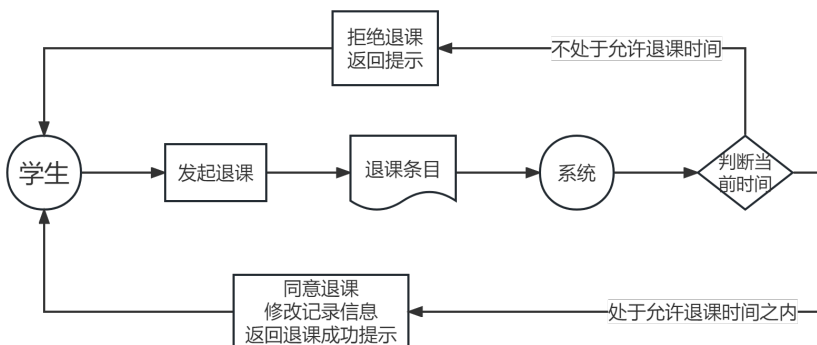 拒绝退课
返回提示
不处于允许退课时间
学生
发起退课
退课条目
系统
判断当
前时间
同意退课
修改记录信息
返回退课成功提示
处于允许退课时间之内